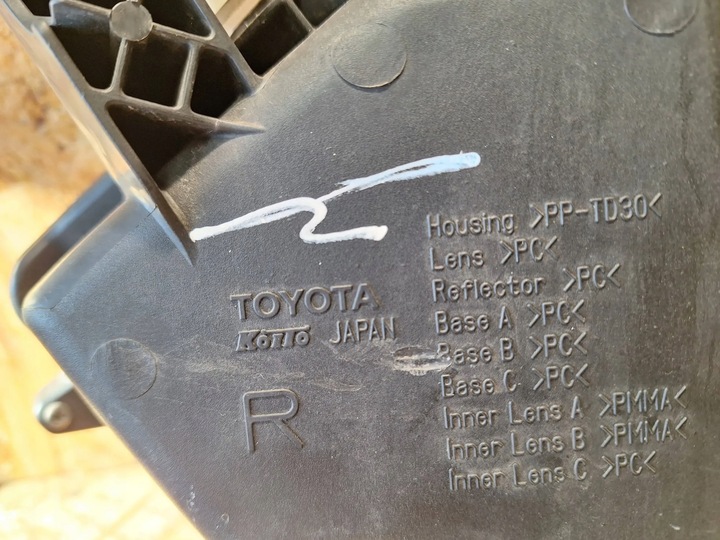 TOYOTA
KOITO JAPAN
R
Housing >PP-TD30<
Lens >PC<
Reflector >PC<
Base A >PC<
Base B >PC<
Base C >PC<
Inner Lens A >PMMA<
Inner Lens B >PMMA<
Inner Lens C >PC<